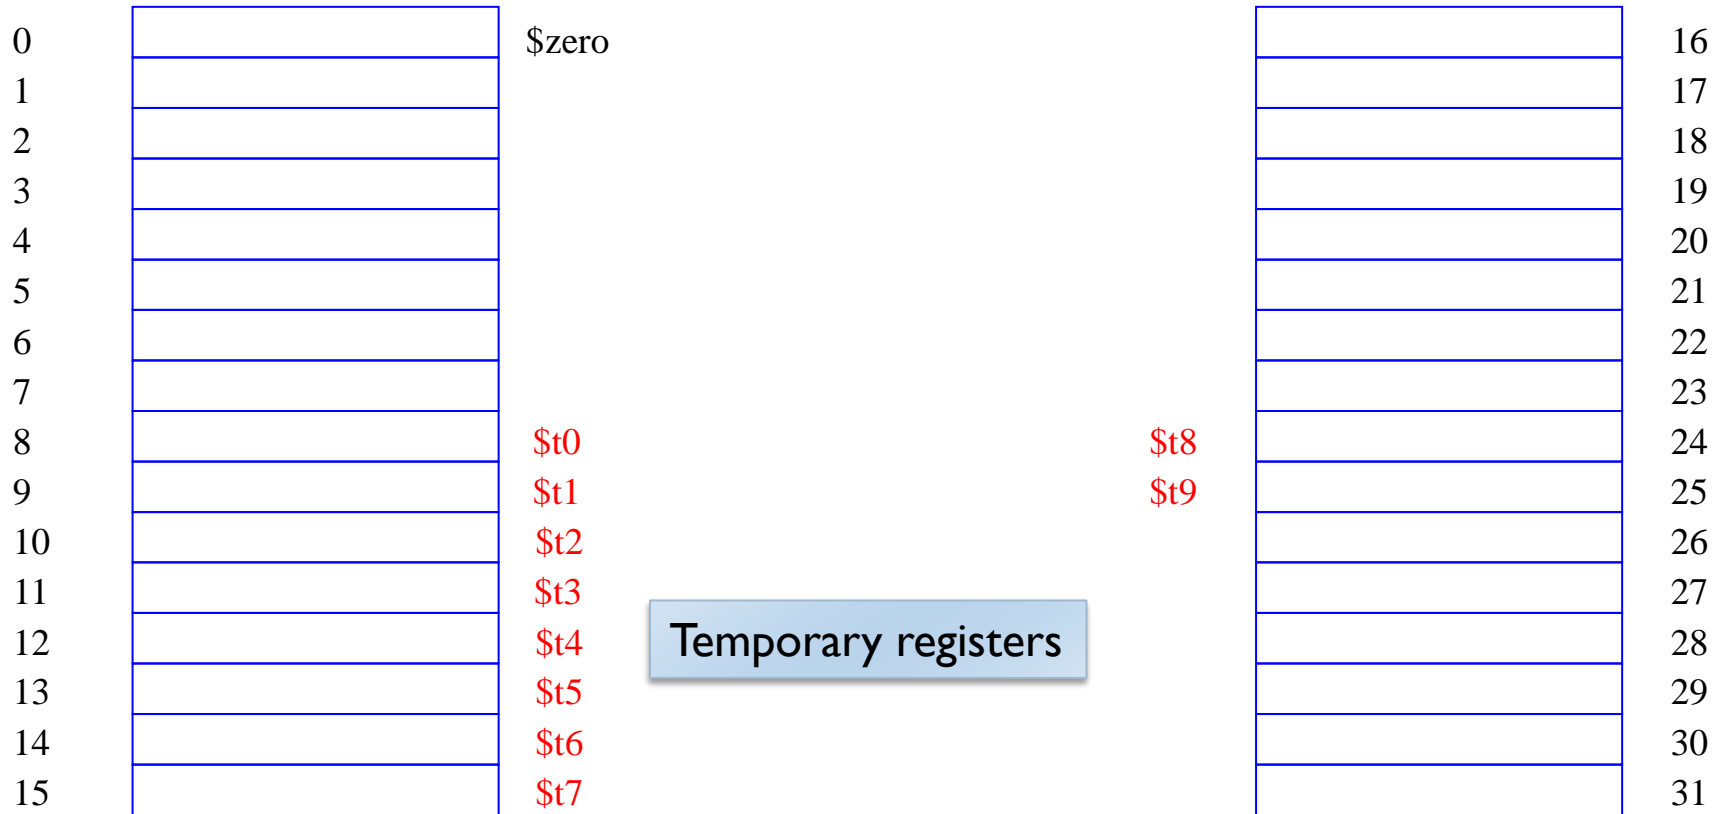 0 $zero 16
1 17
2 18
3 19
4 20
5 21
6 22
7 23
8 $t0 $t8 24
9 $t1 $t9 25
10 $t2 26
11 $t3 27
12 $t4 Temporary registers 28
13 $t5 29
14 $t6 30
15 $t7 31